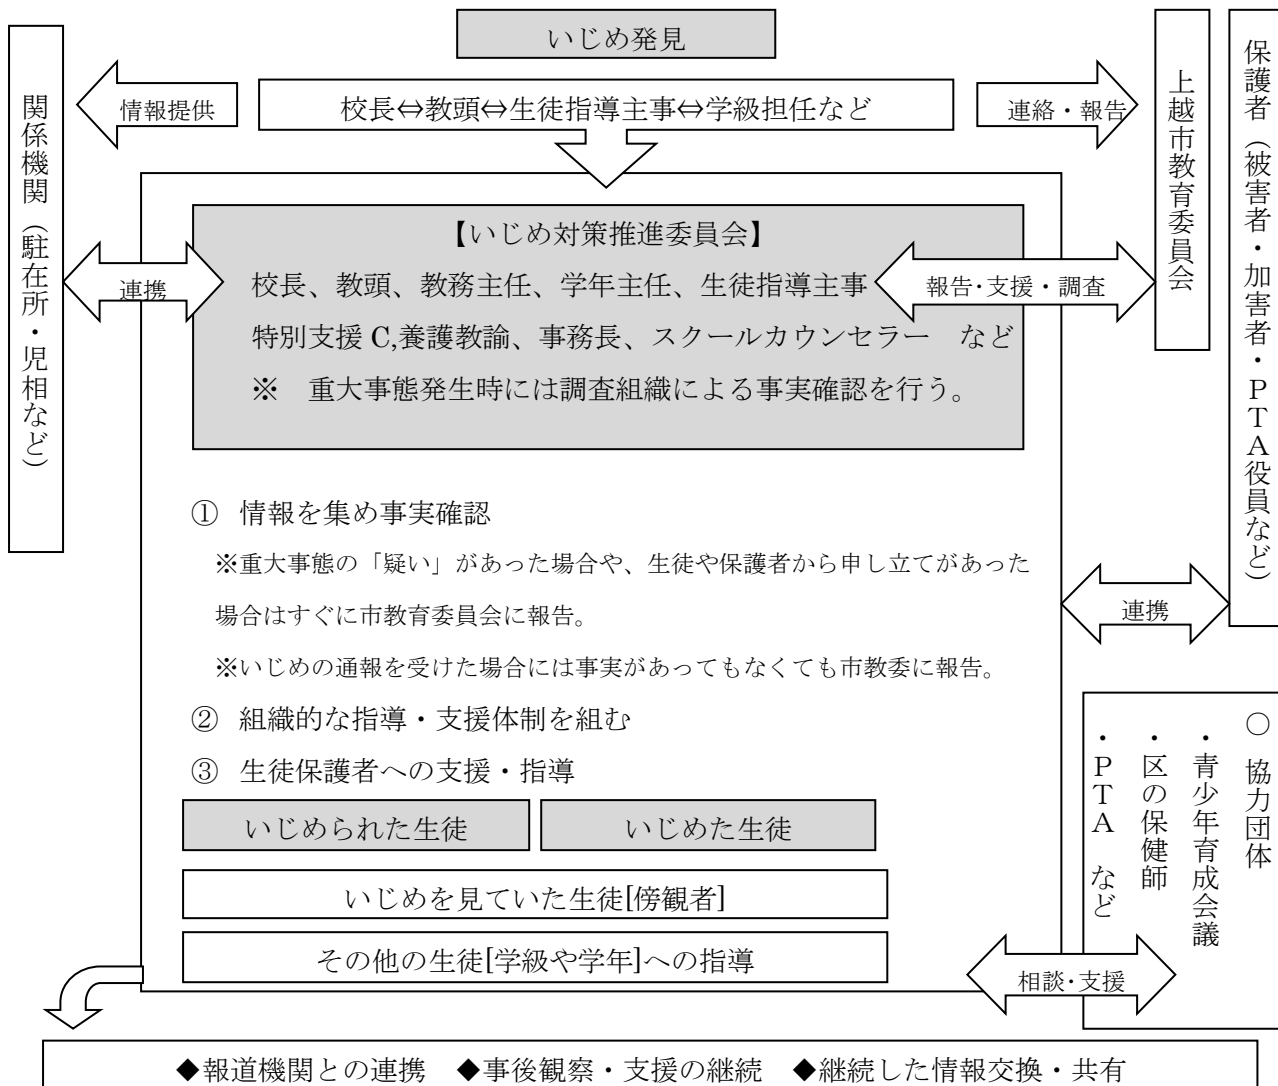 いじめ発見
校長⇔教頭⇔生徒指導主事⇔学級担任など
情報提供
連絡・報告
関係機関（駐在所・児相など）
上越市教育委員会
保護者（被害者・加害者・ＰＴＡ役員など）
【いじめ対策推進委員会】
校長、教頭、教務主任、学年主任、生徒指導主事
特別支援 C,養護教諭、事務長、スクールカウンセラー　など
※　重大事態発生時には調査組織による事実確認を行う。
連携
報告･支援・調査
①　情報を集め事実確認
※重大事態の「疑い」があった場合や、生徒や保護者から申し立てがあった
場合はすぐに市教育委員会に報告。
※いじめの通報を受けた場合には事実があってもなくても市教委に報告。
連携
②　組織的な指導・支援体制を組む
③　生徒保護者への支援・指導
いじめられた生徒
いじめた生徒
いじめを見ていた生徒[傍観者]
その他の生徒[学級や学年]への指導
○　協力団体
・青少年育成会議
・区の保健師
・ＰＴＡ　など
相談･支援
◆報道機関との連携　◆事後観察・支援の継続　◆継続した情報交換・共有